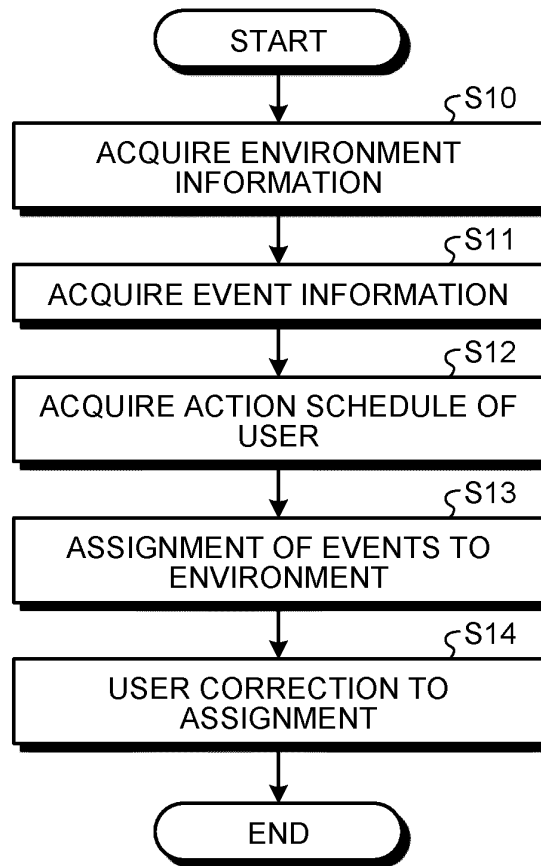 START
S10
ACQUIRE ENVIRONMENT
INFORMATION
S11
ACQUIRE EVENT INFORMATION
S12
ACQUIRE ACTION SCHEDULE OF
USER
S13
ASSIGNMENT OF EVENTS TO
ENVIRONMENT
S14
USER CORRECTION TO
ASSIGNMENT
END